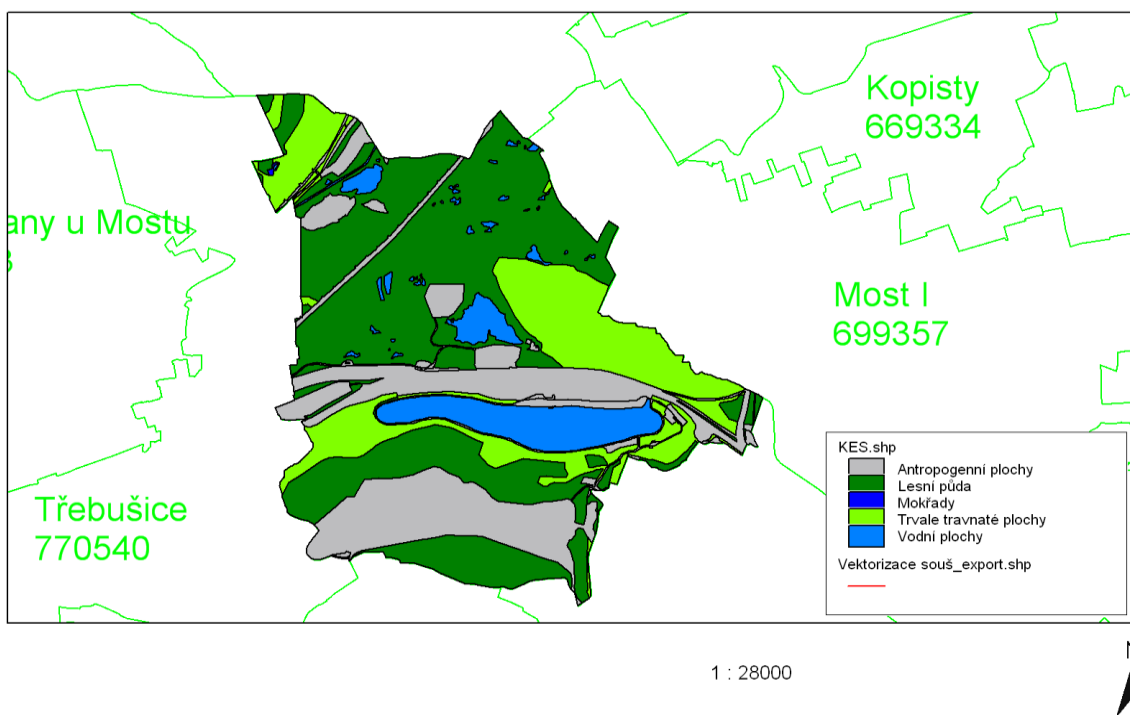 Kopisty
669334
any u Mostu
3
Most I
699357
Třebušice
770540
KES.shp
Antropogenní plochy
Lesní půda
Mokřady
Trvale travnaté plochy
Vodní plochy
Vektorizace souš_export.shp
1 : 28000
N